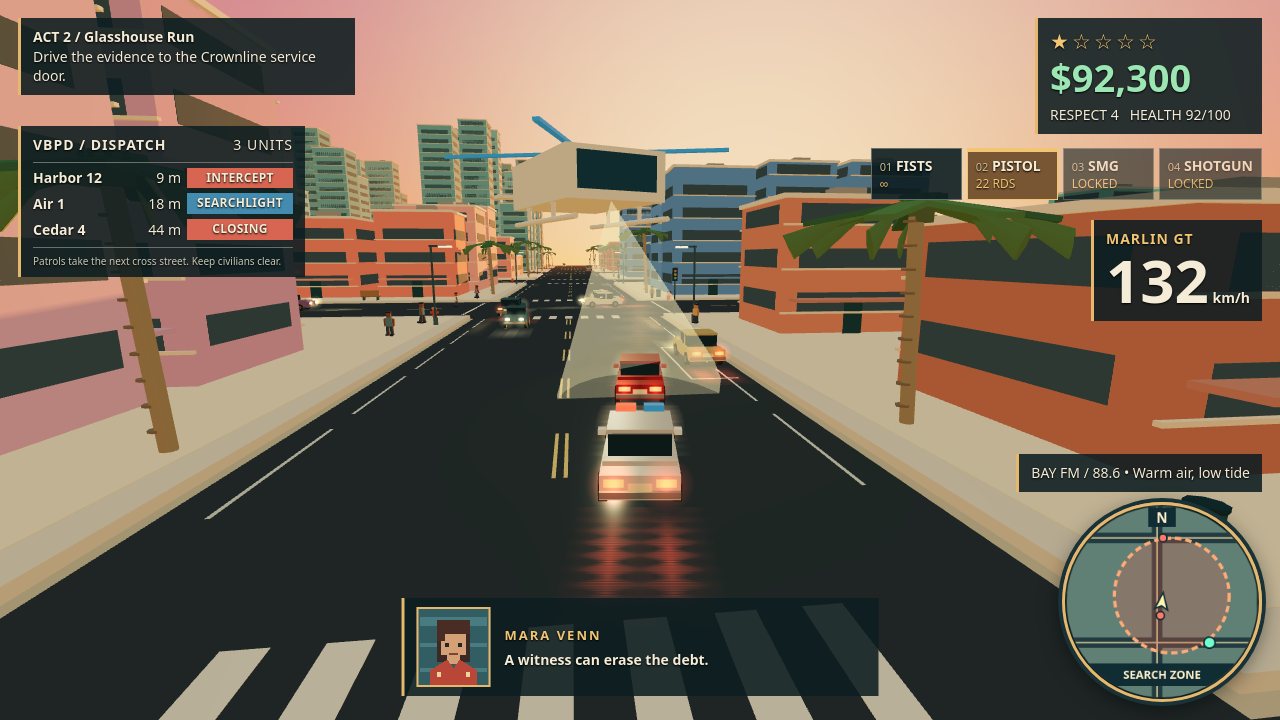 ACT 2 / Glasshouse Run
Drive the evidence to the Crownline service
door.
★☆☆☆☆
$92,300
RESPECT 4 HEALTH 92/100
VBPD / DISPATCH 3 UNITS
Harbor 12 9 m INTERCEPT
Air 1 18 m SEARCHLIGHT
Cedar 4 44 m CLOSING
Patrols take the next cross street. Keep civilians clear.
01 FISTS
∞
02 PISTOL
22 RDS
03 SMG
LOCKED
04 SHOTGUN
LOCKED
MARLIN GT
132 km/h
BAY FM / 88.6 • Warm air, low tide
N
SEARCH ZONE
MARA VENN
A witness can erase the debt.